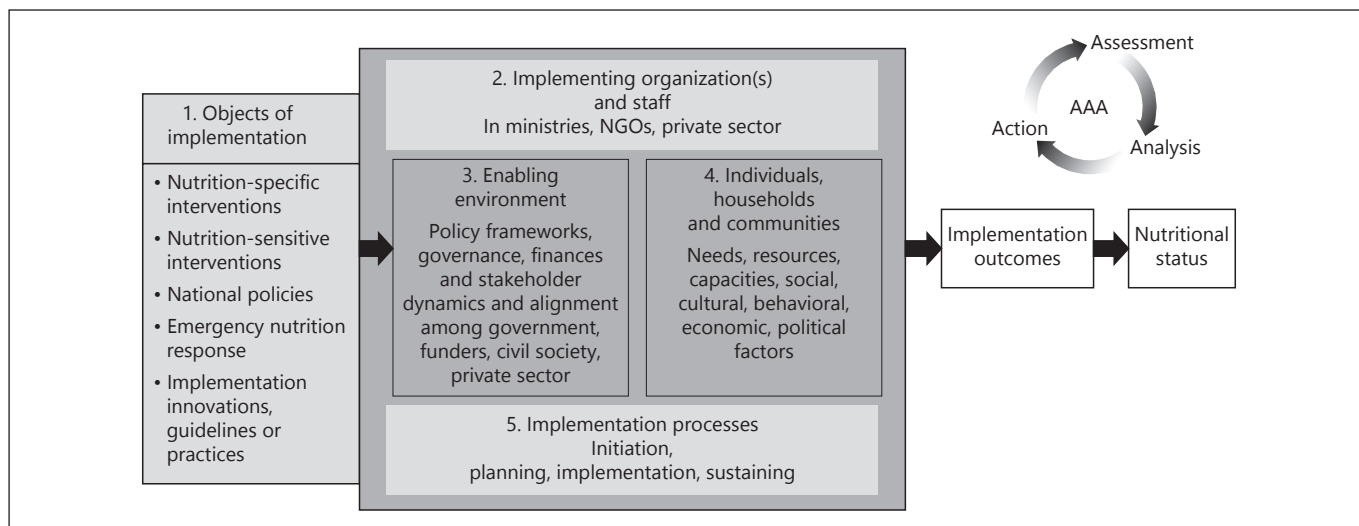 1. Objects of
implementation
• Nutrition-specific
interventions
• Nutrition-sensitive
interventions
• National policies
• Emergency nutrition
response
• Implementation
innovations,
guidelines or
practices
2. Implementing organization(s)
and staff
In ministries, NGOs, private sector
3. Enabling
environment
Policy frameworks,
governance, finances
and stakeholder
dynamics and alignment
among government,
funders, civil society,
private sector
4. Individuals,
households
and communities
Needs, resources,
capacities, social,
cultural, behavioral,
economic, political
factors
5. Implementation processes
Initiation,
planning, implementation, sustaining
Assessment
AAA
Action
Analysis
Implementation
outcomes
Nutritional
status